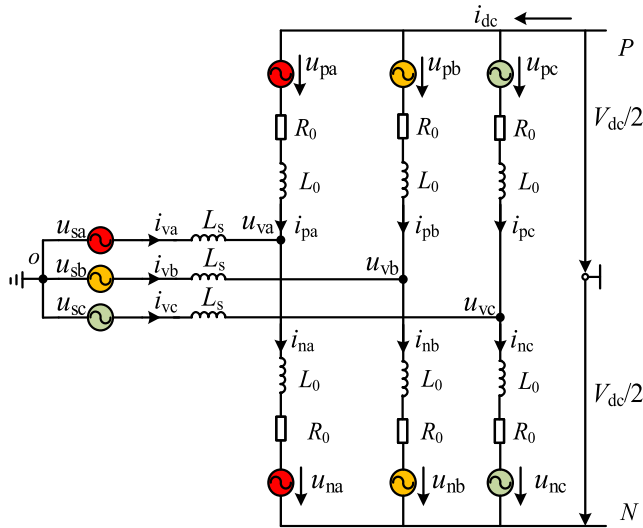 i_dc
P
u_pa u_pb u_pc
V_dc/2
R_0 R_0 R_0
L_0 L_0 L_0
u_sa i_va L_s u_va i_pa i_pb i_pc
o
u_sb i_vb L_s u_vb
u_sc i_vc L_s u_vc
i_na i_nb i_nc
L_0 L_0 L_0
V_dc/2
R_0 R_0 R_0
u_na u_nb u_nc
N